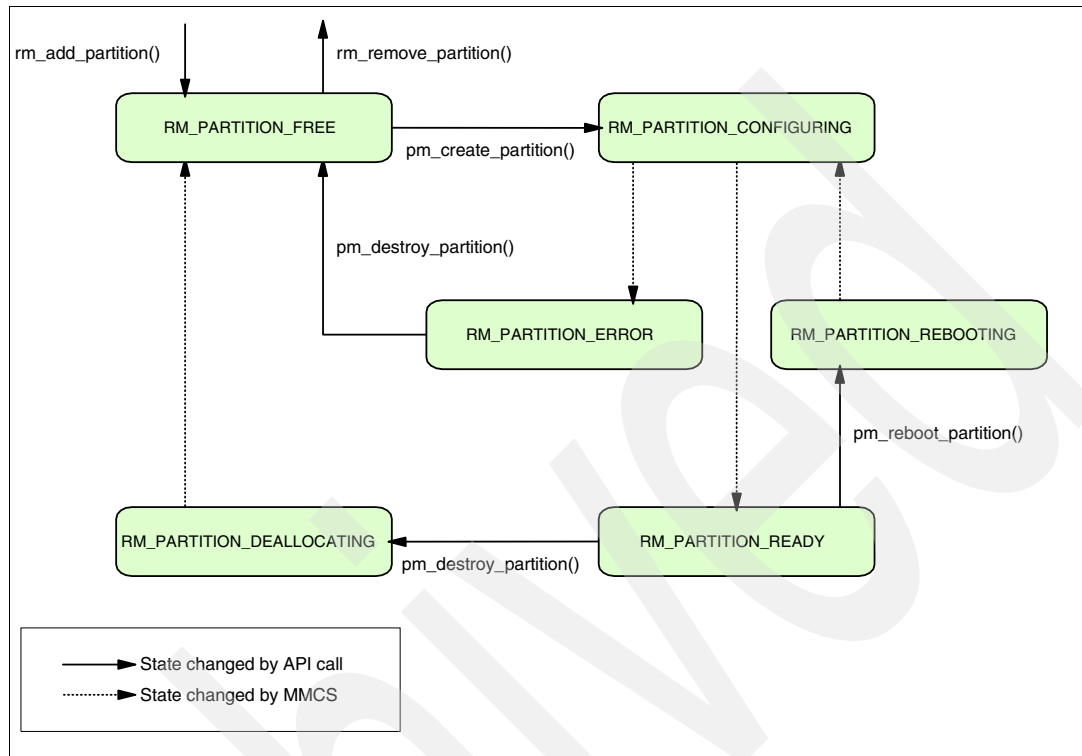 rm_add_partition()
rm_remove_partition()
RM_PARTITION_FREE
RM_PARTITION_CONFIGURING
pm_create_partition()
pm_destroy_partition()
RM_PARTITION_ERROR
RM_PARTITION_REBOOTING
pm_reboot_partition()
RM_PARTITION_DEALLOCATING
RM_PARTITION_READY
pm_destroy_partition()
State changed by API call
State changed by MMCS
hived